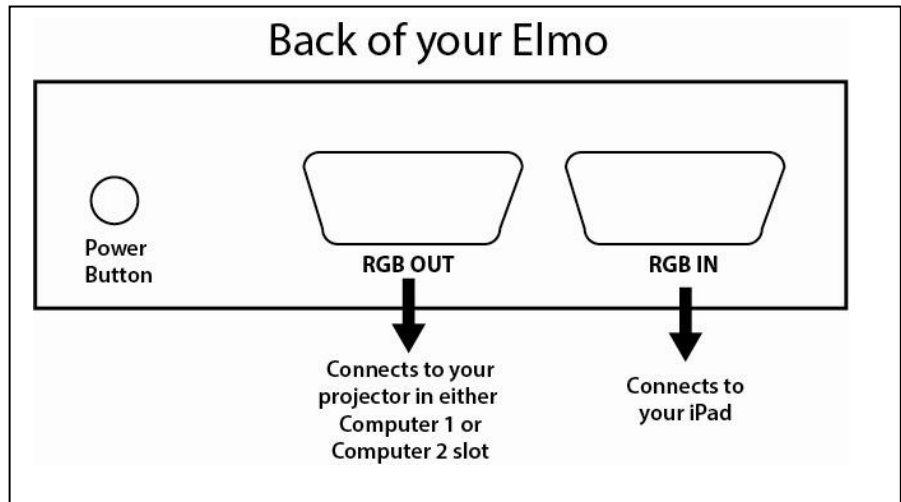 Back of your Elmo
Power
Button
RGB OUT
RGB IN
Connects to your
projector in either
Computer 1 or
Computer 2 slot
Connects to
your iPad